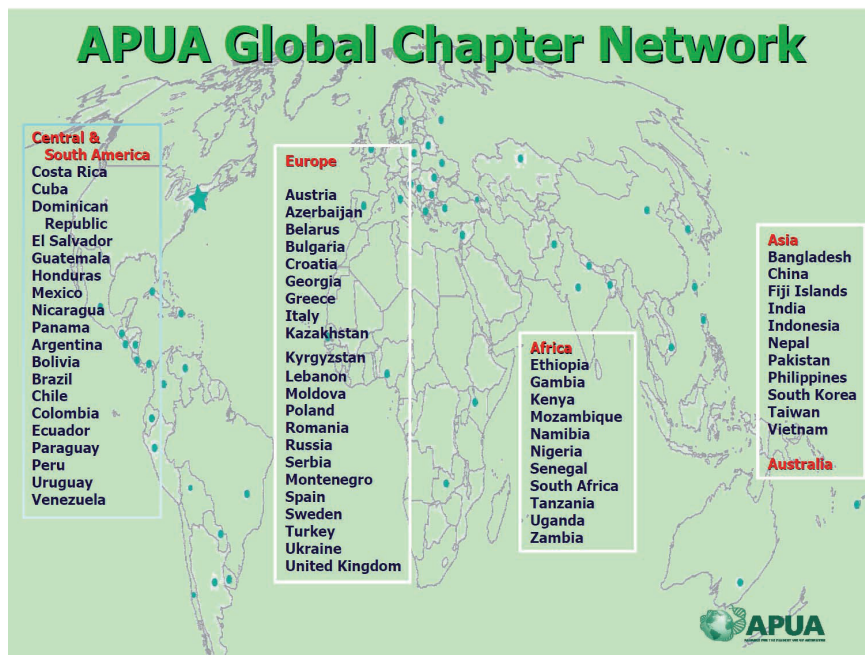 APUA Global Chapter Network
Central &
South America
Costa Rica
Cuba
Dominican
Republic
El Salvador
Guatemala
Honduras
Mexico
Nicaragua
Panama
Argentina
Bolivia
Brazil
Chile
Colombia
Ecuador
Paraguay
Peru
Uruguay
Venezuela
Europe
Austria
Azerbaijan
Belarus
Bulgaria
Croatia
Georgia
Greece
Italy
Kazakhstan
Kyrgyzstan
Lebanon
Moldova
Poland
Romania
Russia
Serbia
Montenegro
Spain
Sweden
Turkey
Ukraine
United Kingdom
Africa
Ethiopia
Gambia
Kenya
Mozambique
Namibia
Nigeria
Senegal
South Africa
Tanzania
Uganda
Zambia
Asia
Bangladesh
China
Fiji Islands
India
Indonesia
Nepal
Pakistan
Philippines
South Korea
Taiwan
Vietnam
Australia
APUA